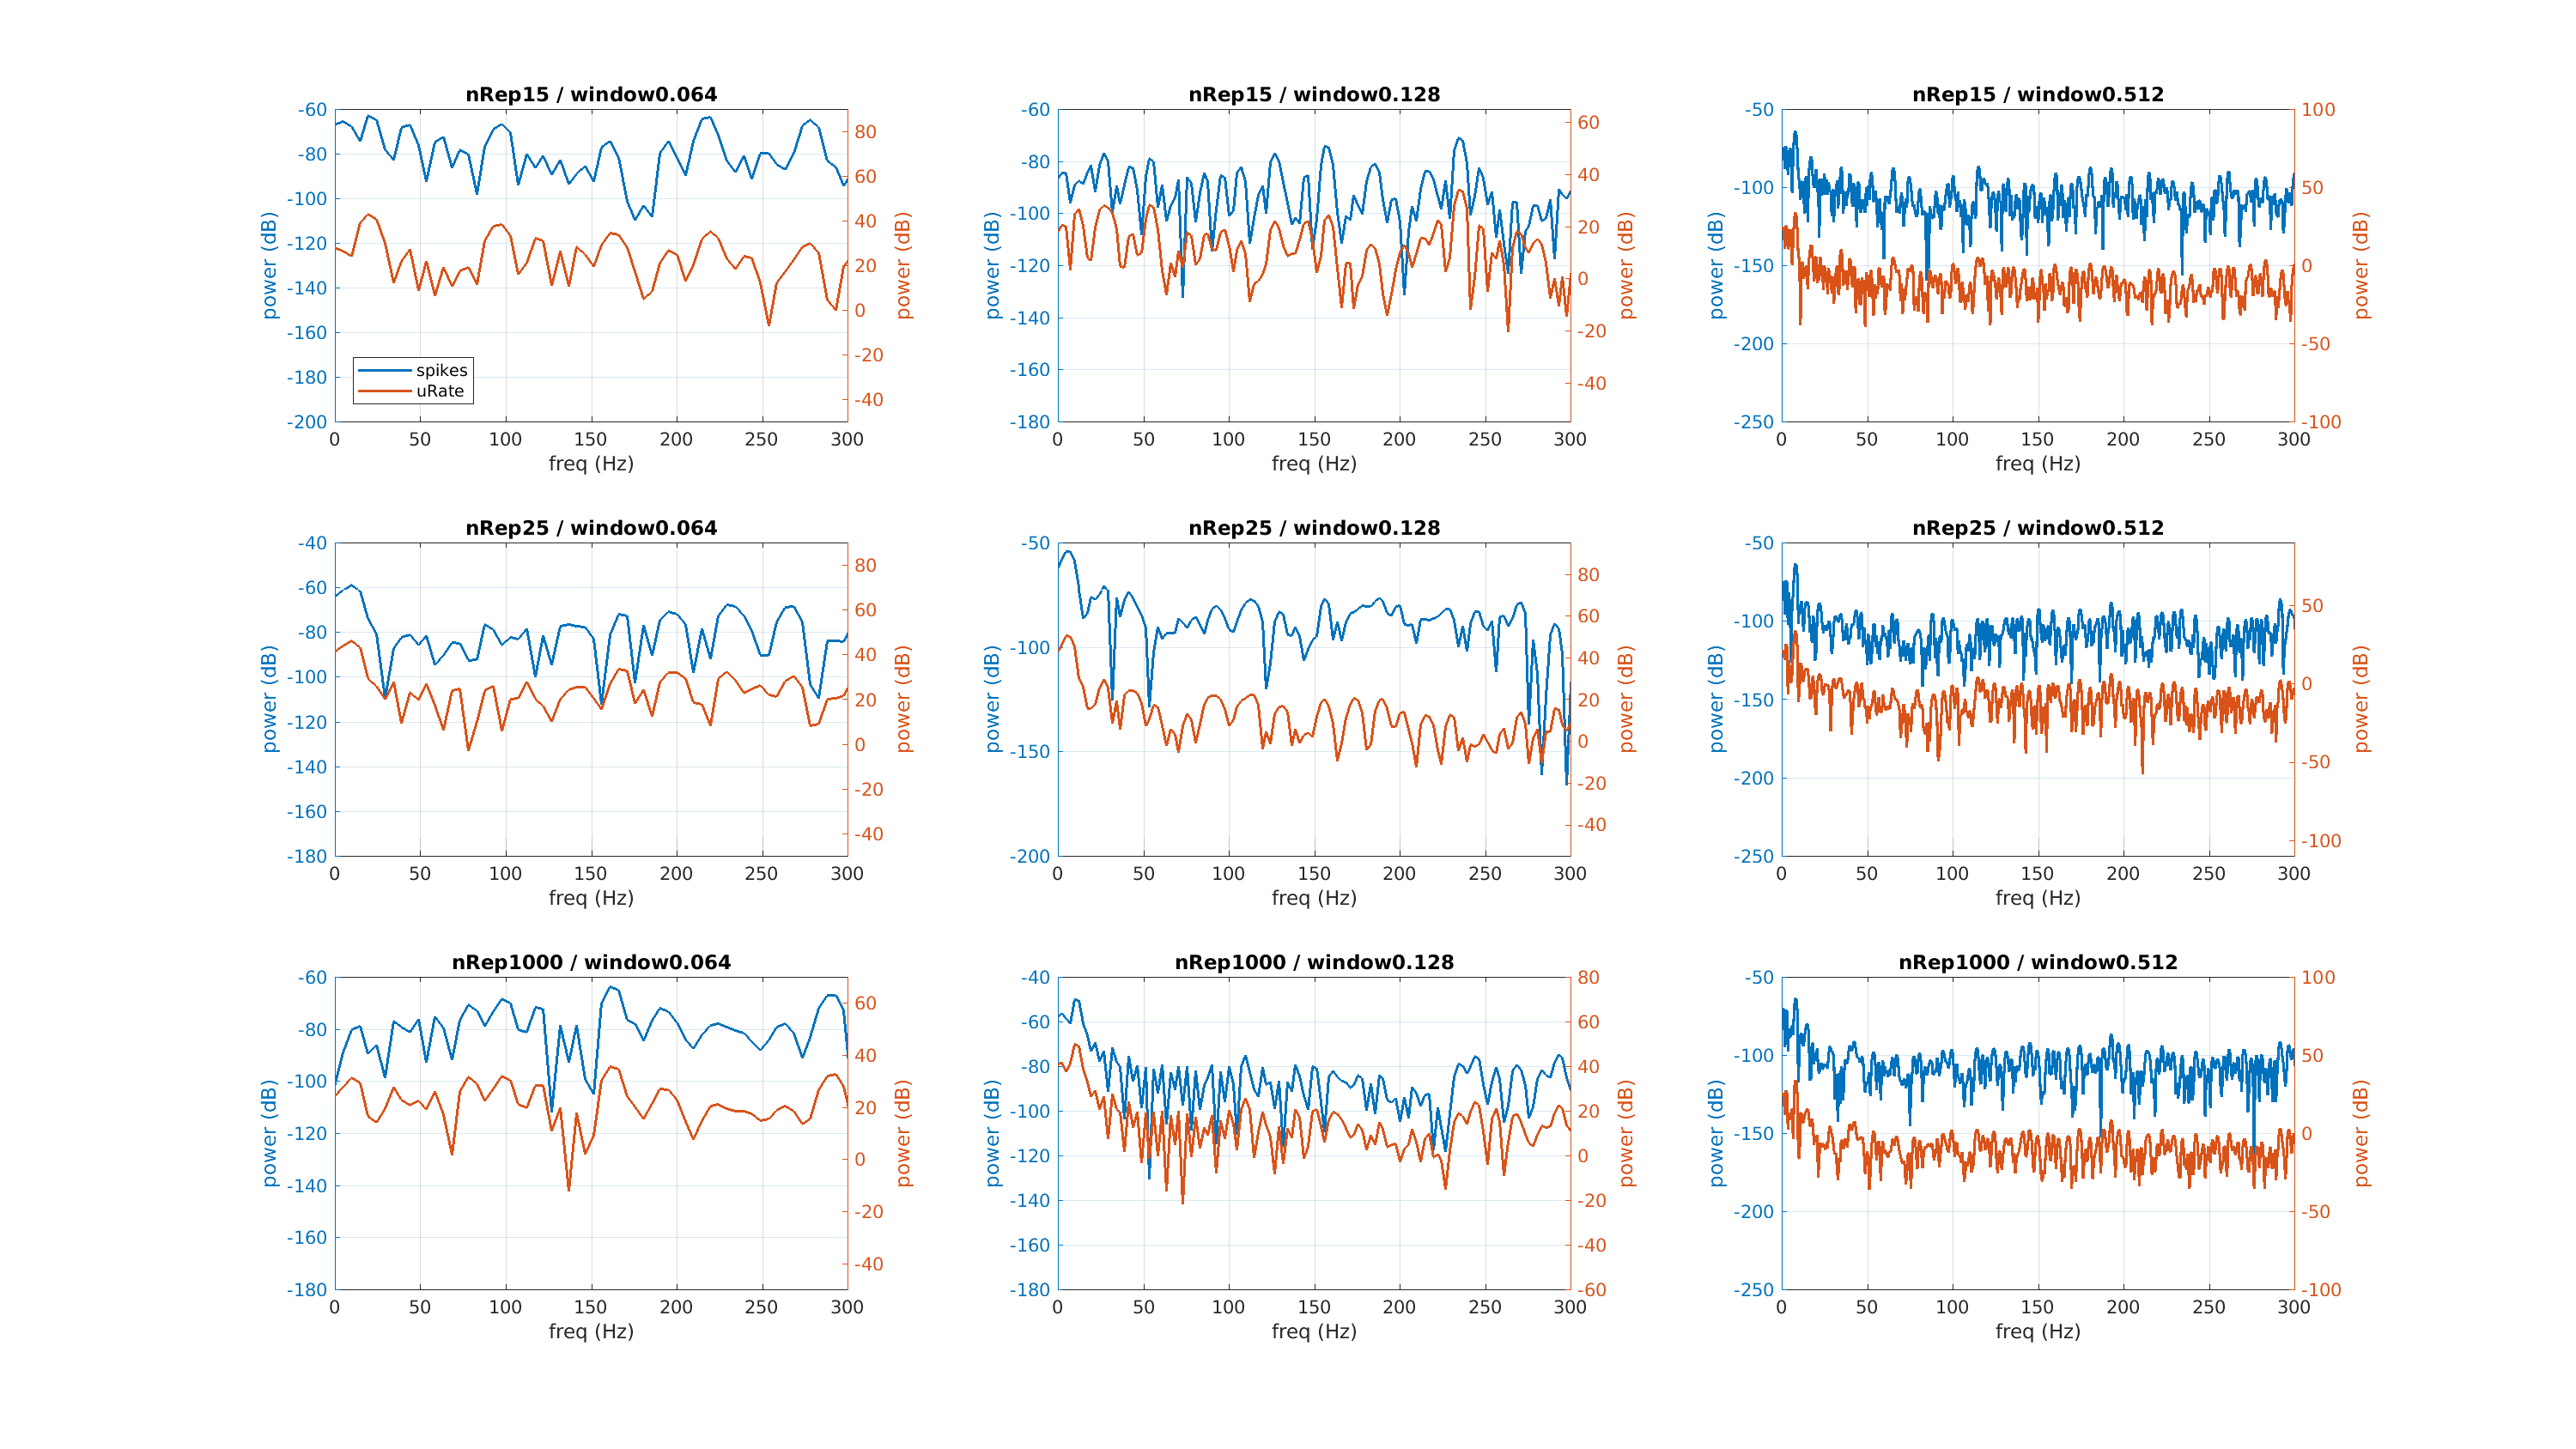 nRep15 / window0.064
-60
-80
-100
-120
-140
-160
-180
-200
power (dB)
80
60
40
20
0
-20
-40
power (dB)
spikes
uRate
0 50 100 150 200 250 300
freq (Hz)
nRep15 / window0.128
-60
-80
-100
-120
-140
-160
-180
power (dB)
60
40
20
0
-20
-40
power (dB)
0 50 100 150 200 250 300
freq (Hz)
nRep15 / window0.512
-50
-100
-150
-200
-250
power (dB)
100
50
0
-50
-100
power (dB)
0 50 100 150 200 250 300
freq (Hz)
nRep25 / window0.064
-40
-60
-80
-100
-120
-140
-160
-180
power (dB)
80
60
40
20
0
-20
-40
power (dB)
0 50 100 150 200 250 300
freq (Hz)
nRep25 / window0.128
-50
-100
-150
-200
power (dB)
80
60
40
20
0
-20
-40
power (dB)
0 50 100 150 200 250 300
freq (Hz)
nRep25 / window0.512
-50
-100
-150
-200
-250
power (dB)
50
0
-50
-100
power (dB)
0 50 100 150 200 250 300
freq (Hz)
nRep1000 / window0.064
-60
-80
-100
-120
-140
-160
-180
power (dB)
60
40
20
0
-20
-40
power (dB)
0 50 100 150 200 250 300
freq (Hz)
nRep1000 / window0.128
-40
-60
-80
-100
-120
-140
-160
-180
power (dB)
80
60
40
20
0
-20
-40
-60
power (dB)
0 50 100 150 200 250 300
freq (Hz)
nRep1000 / window0.512
-50
-100
-150
-200
-250
power (dB)
100
50
0
-50
-100
power (dB)
0 50 100 150 200 250 300
freq (Hz)